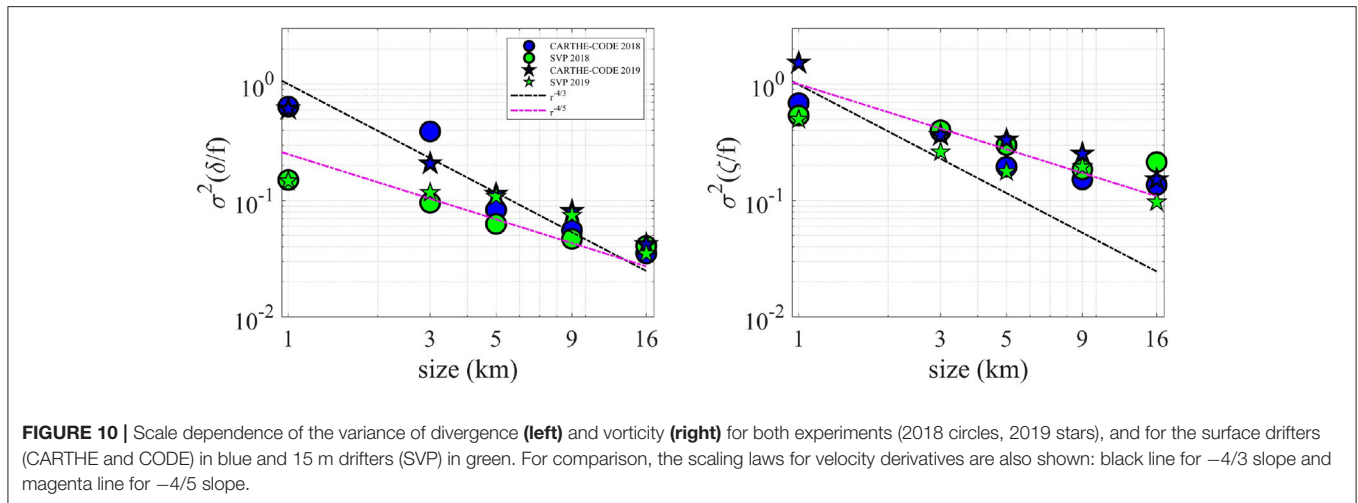 CARTHE-CODE 2018
SVP 2018
CARTHE-CODE 2019
SVP 2019
r^{-4/3}
r^{-4/5}
10^0
10^{-1}
10^{-2}
σ²(δ/f)
1 3 5 9 16
size (km)
10^0
10^{-1}
10^{-2}
σ²(ζ/f)
1 3 5 9 16
size (km)
FIGURE 10 | Scale dependence of the variance of divergence (left) and vorticity (right) for both experiments (2018 circles, 2019 stars), and for the surface drifters
(CARTHE and CODE) in blue and 15 m drifters (SVP) in green. For comparison, the scaling laws for velocity derivatives are also shown: black line for −4/3 slope and
magenta line for −4/5 slope.